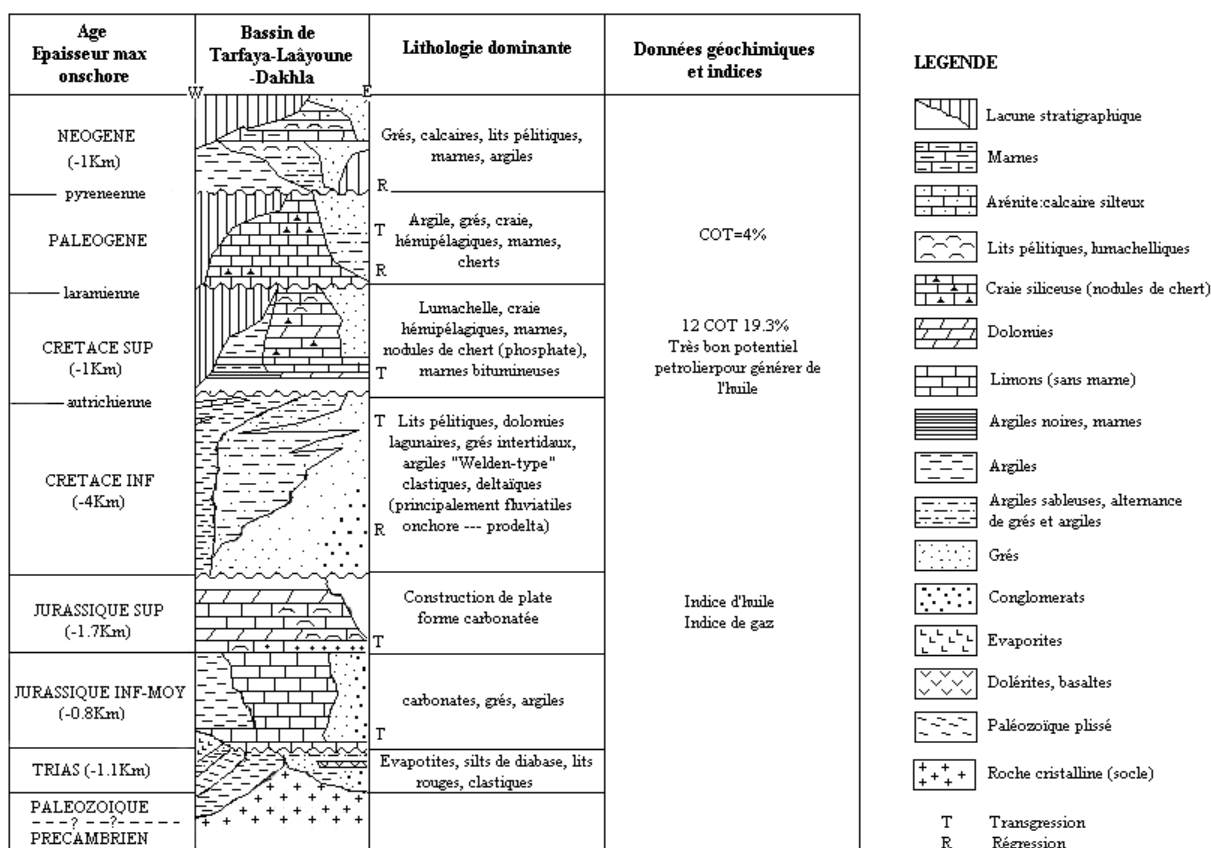 Age
Epaisseur max
onschore
Bassin de
Tarfaya-Laâyoune
-Dakhla
Lithologie dominante
Données géochimiques
et indices
W
E
NEOGENE
(-1Km)
Grés, calcaires, lits pélitiques,
marnes, argiles
R
pyreneenne
PALEOGENE
T
R
Argile, grés, craie,
hémipélagiques, marnes,
cherts
COT=4%
laramienne
CRETACE SUP
(-1Km)
T
Lumachelle, craie
hémipélagiques, marnes,
nodules de chert (phosphate),
marnes bitumineuses
12 COT 19.3%
Très bon potentiel
petrolierpour générer de
l'huile
autrichienne
CRETACE INF
(-4Km)
T
R
Lits pélitiques, dolomies
lagunaires, grés intertidaux,
argiles "Welden-type"
clastiques, deltaïques
(principalement fluviatiles
onchore --- prodelta)
JURASSIQUE SUP
(-1.7Km)
T
Construction de plate
forme carbonatée
Indice d'huile
Indice de gaz
JURASSIQUE INF-MOY
(-0.8Km)
T
carbonates, grés, argiles
TRIAS (-1.1Km)
Evapotites, silts de diabase, lits
rouges, clastiques
PALEOZOIQUE
---?---?------
PRECAMBRIEN
LEGENDE
Lacune stratigraphique
Marnes
Arénite:calcaire silteux
Lits pélitiques, lumachelliques
Craie siliceuse (nodules de chert)
Dolomies
Limons (sans marne)
Argiles noires, marnes
Argiles
Argiles sableuses, alternance
de grés et argiles
Grés
Conglomerats
Evaporites
Dolérites, basaltes
Paléozoïque plissé
Roche cristalline (socle)
T Transgression
R Régression